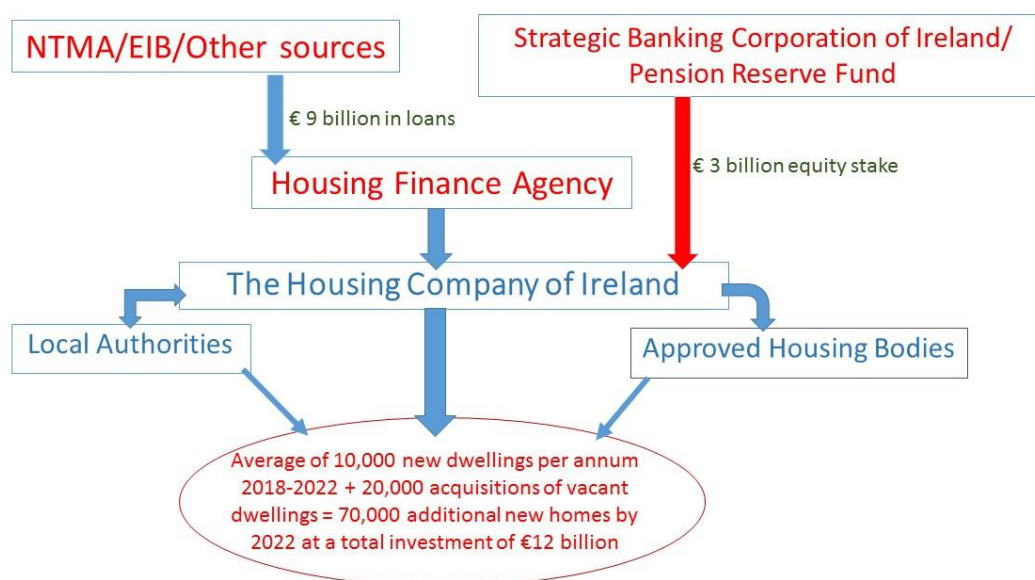 NTMA/EIB/Other sources
Strategic Banking Corporation of Ireland/
Pension Reserve Fund
€ 9 billion in loans
€ 3 billion equity stake
Housing Finance Agency
The Housing Company of Ireland
Local Authorities
Approved Housing Bodies
Average of 10,000 new dwellings per annum
2018-2022 + 20,000 acquisitions of vacant
dwellings = 70,000 additional new homes by
2022 at a total investment of €12 billion